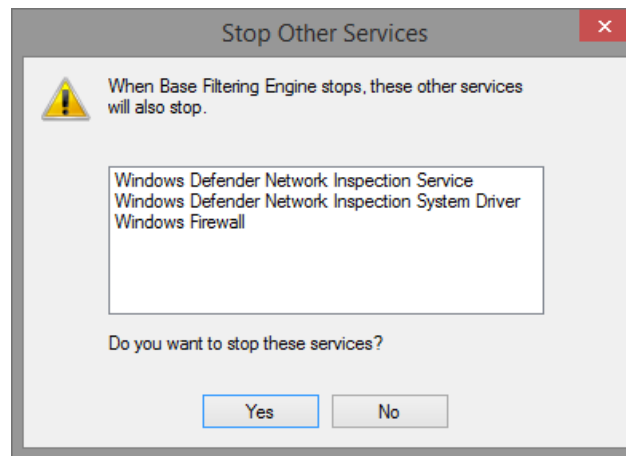 Stop Other Services
When Base Filtering Engine stops, these other services
will also stop.
Windows Defender Network Inspection Service
Windows Defender Network Inspection System Driver
Windows Firewall
Do you want to stop these services?
Yes
No